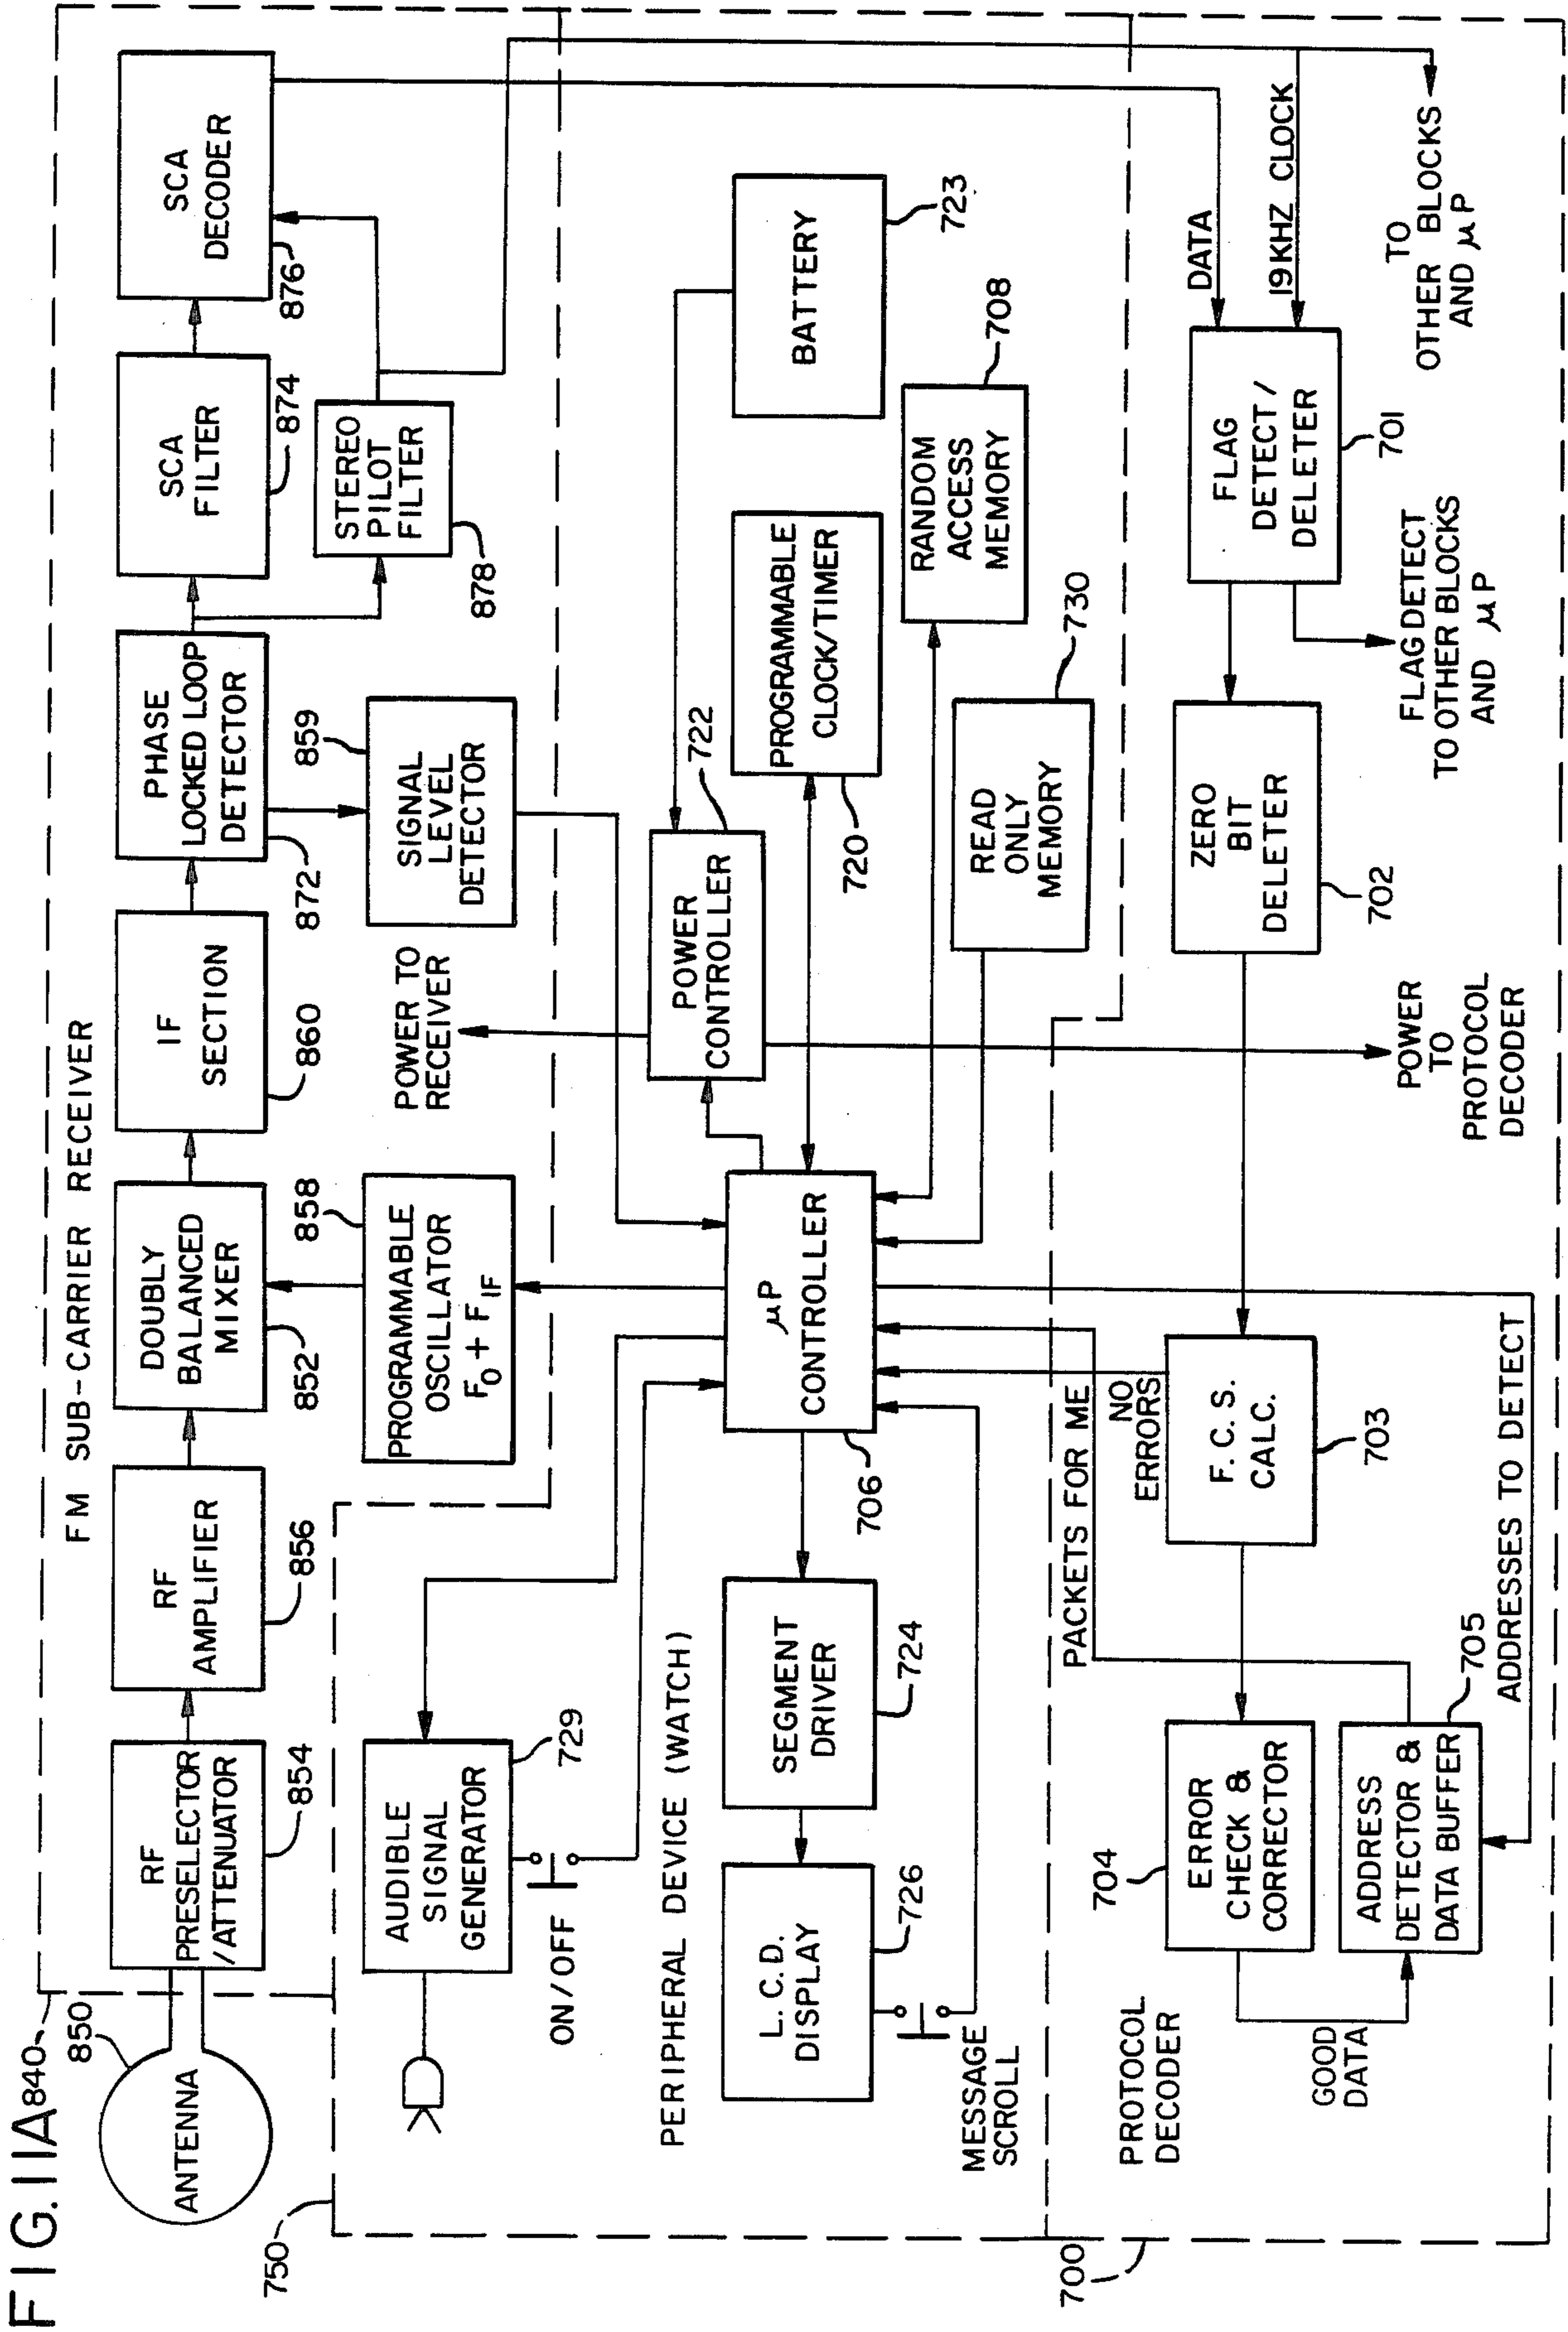 FIG.11A
840
850
ANTENNA
FM SUB-CARRIER RECEIVER
RF
PRESELECTOR
/ATTENUATOR
854
RF
AMPLIFIER
856
DOUBLY
BALANCED
MIXER
852
IF
SECTION
860
PHASE
LOCKED LOOP
DETECTOR
872
SCA
FILTER
874
SCA
DECODER
876
STEREO
PILOT
FILTER
878
PROGRAMMABLE
OSCILLATOR
F0 + FIF
858
SIGNAL
LEVEL
DETECTOR
859
POWER TO
RECEIVER
750
AUDIBLE
SIGNAL
GENERATOR
729
ON/OFF
PERIPHERAL DEVICE (WATCH)
L.C.D.
DISPLAY
726
MESSAGE
SCROLL
SEGMENT
DRIVER
724
μP
CONTROLLER
706
POWER
CONTROLLER
722
PROGRAMMABLE
CLOCK/TIMER
720
BATTERY
723
READ
ONLY
MEMORY
730
RANDOM
ACCESS
MEMORY
708
700
PROTOCOL
DECODER
GOOD
DATA
704
ERROR
CHECK &
CORRECTOR
ADDRESS
DETECTOR &
DATA BUFFER
705
PACKETS FOR ME
NO
ERRORS
F. C. S.
CALC.
703
ADDRESSES TO DETECT
POWER
TO
PROTOCOL
DECODER
ZERO
BIT
DELETER
702
FLAG
DETECT/
DELETER
701
FLAG DETECT
TO OTHER BLOCKS
AND μP
DATA
19KHZ CLOCK
TO
OTHER BLOCKS
AND μP